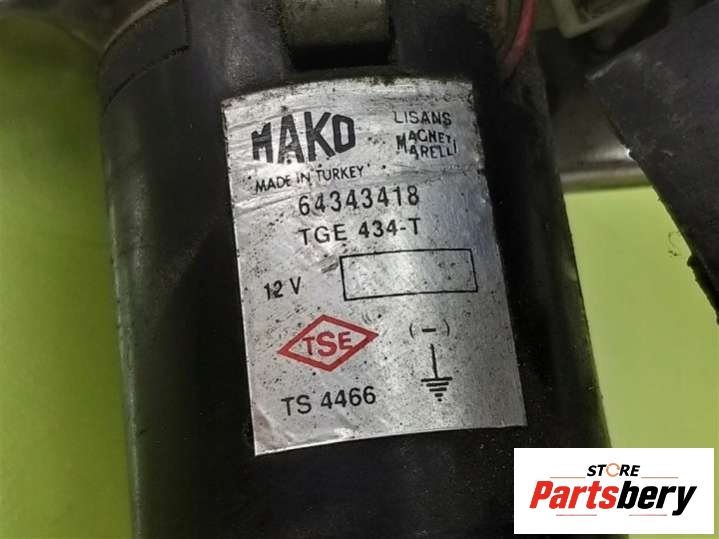 MAKO
LISANS
MAGNETI
MARELLI
MADE IN TURKEY
64343418
TGE 434-T
12 V
TSE
(-)
TS 4466
STORE
Partsbery